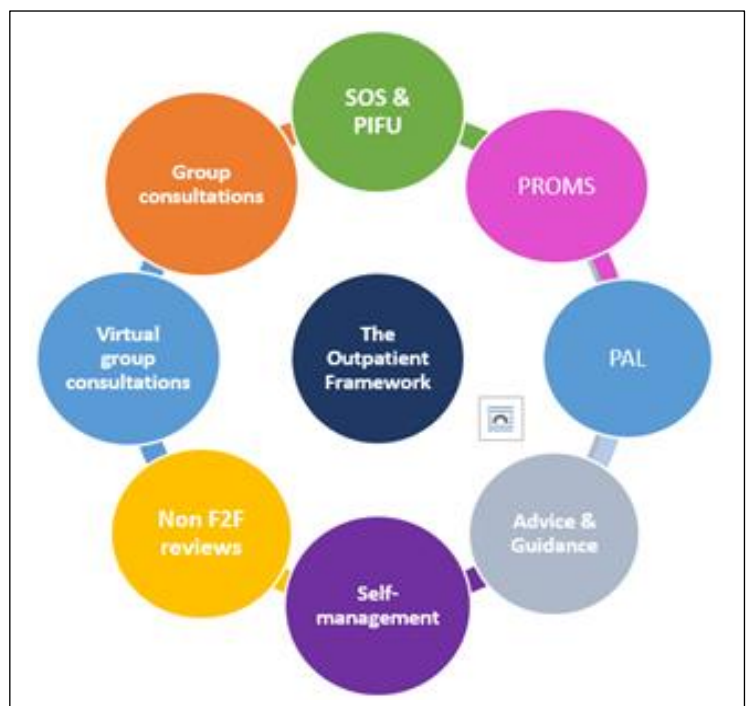 SOS &
PIFU
PROMS
PAL
Advice &
Guidance
Self-
management
Non F2F
reviews
Virtual
group
consultations
Group
consultations
The
Outpatient
Framework